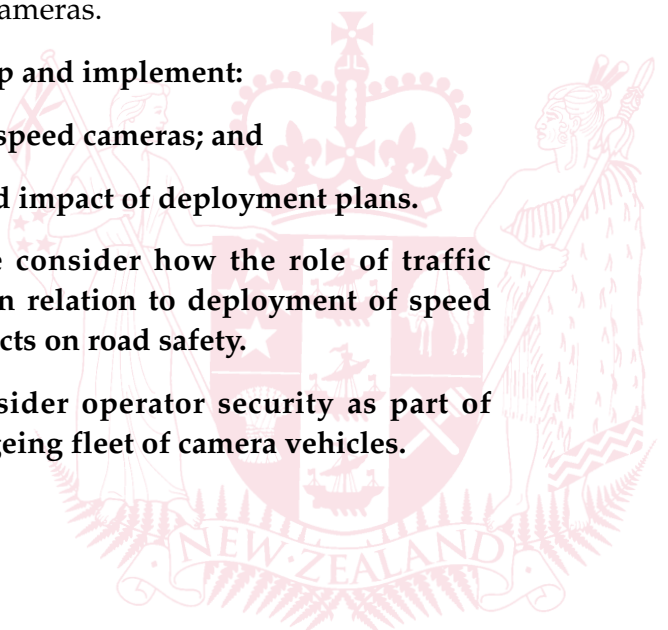 ameras.
p and implement:
speed cameras; and
d impact of deployment plans.
e consider how the role of traffic
n relation to deployment of speed
cts on road safety.
sider operator security as part of
geing fleet of camera vehicles.
NEW·ZEALAND